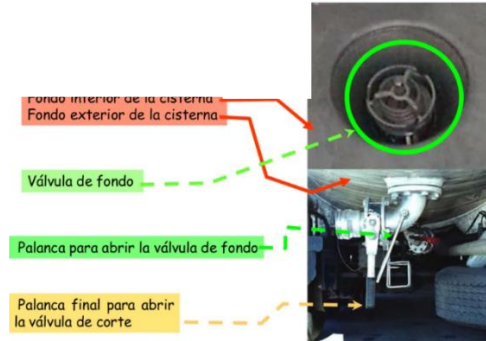 Fondo interior de la cisterna
Fondo exterior de la cisterna
Válvula de fondo
Palanca para abrir la válvula de fondo
Palanca final para abrir
la válvula de corte